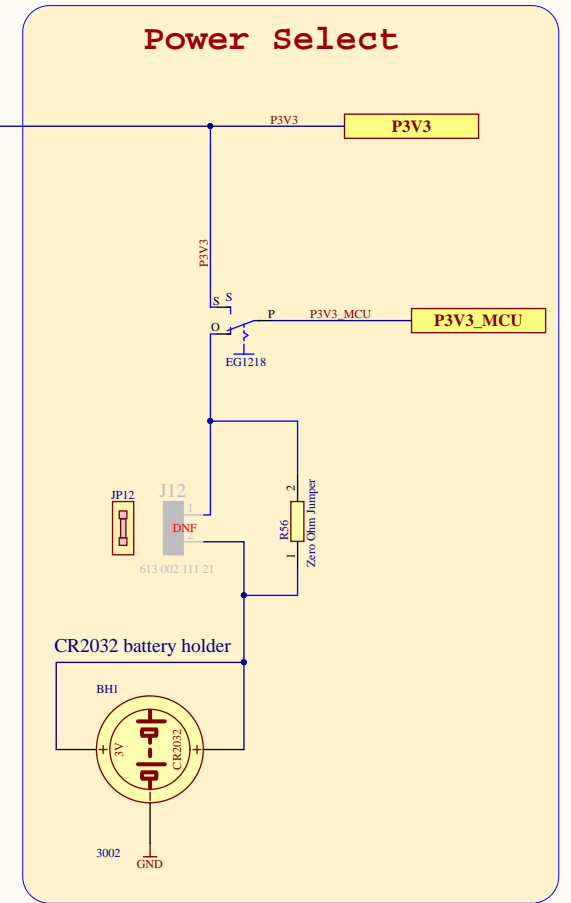 Power Select
P3V3
P3V3
P3V3
S S
P
P3V3_MCU
P3V3_MCU
O
EG1218
JP12
J12
1
DNF
2
613 002 111 21
2
R56
Zero Ohm Jumper
1
CR2032 battery holder
BH1
+
3V
CR2032
+
3002
GND